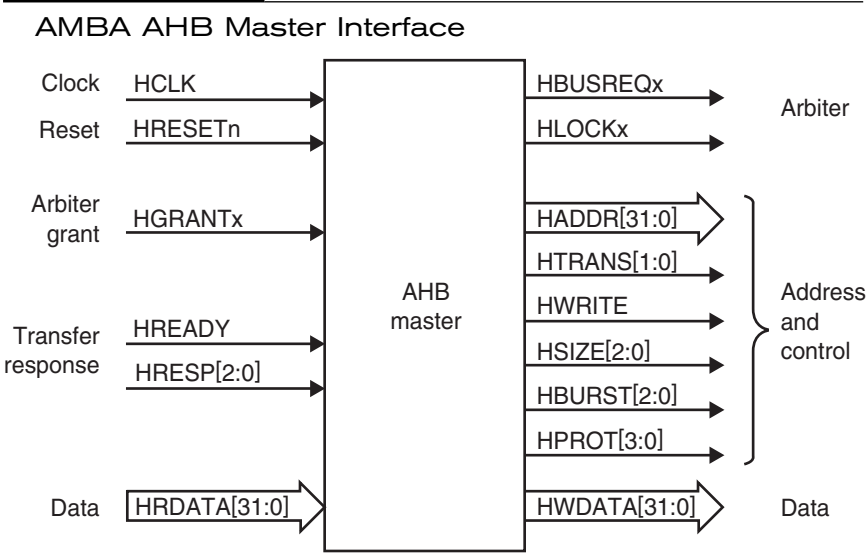 AMBA AHB Master Interface
Clock
HCLK
Reset
HRESETn
Arbiter
grant
HGRANTx
Transfer
response
HREADY
HRESP[2:0]
Data
HRDATA[31:0]
AHB
master
HBUSREQx
HLOCKx
Arbiter
HADDR[31:0]
HTRANS[1:0]
HWRITE
HSIZE[2:0]
HBURST[2:0]
HPROT[3:0]
Address
and
control
HWDATA[31:0]
Data